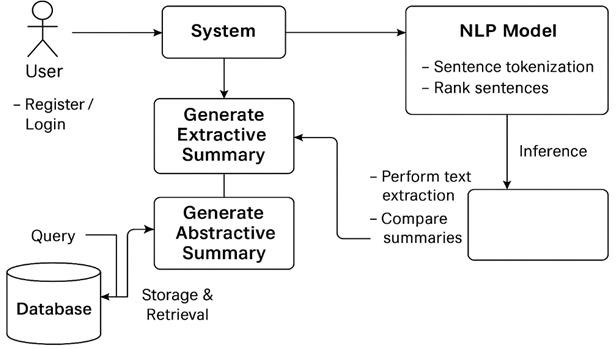 User
– Register /
Login
System
NLP Model
– Sentence tokenization
– Rank sentences
Generate
Extractive
Summary
Inference
– Perform text
extraction
– Compare
summaries
Generate
Abstractive
Summary
Query
Database
Storage &
Retrieval